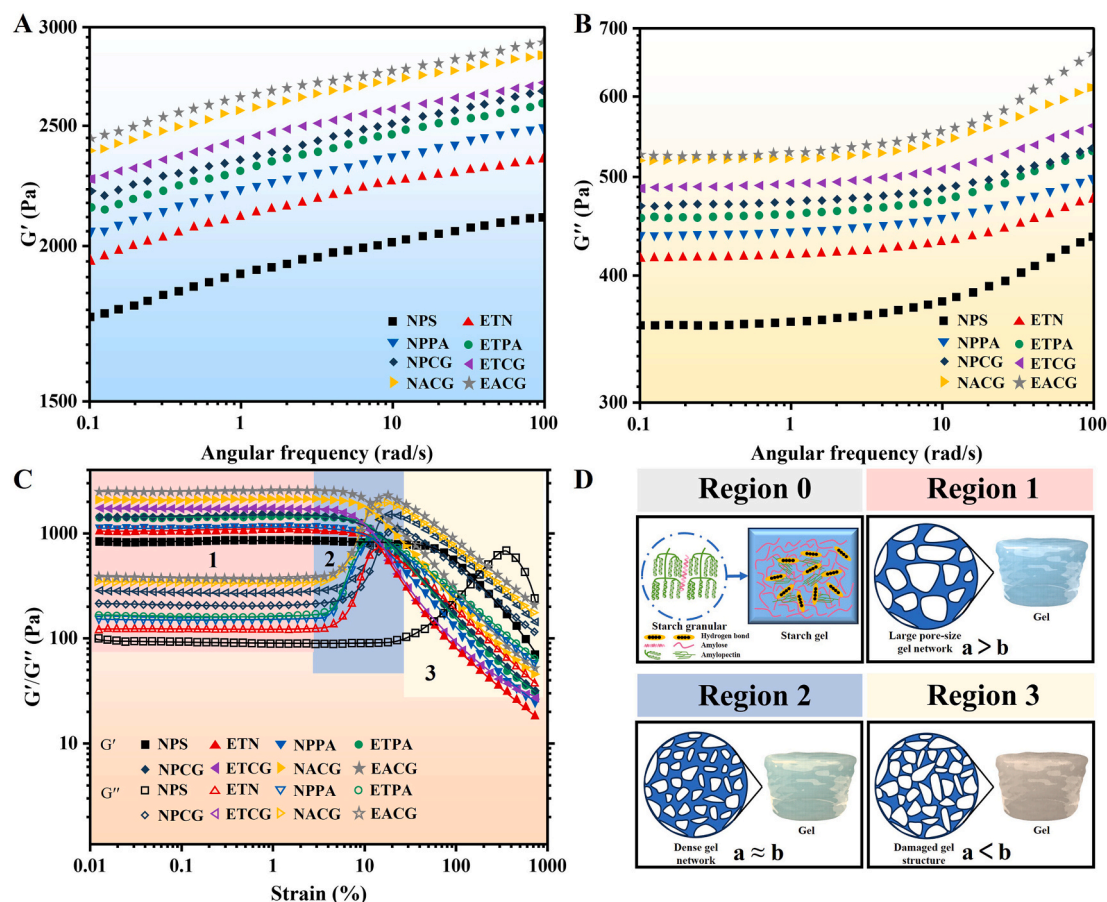 A
3000
2500
2000
1500
G′ (Pa)
NPS
ETN
NPPA
ETPA
NPCG
ETCG
NACG
EACG
0.1
1
10
100
Angular frequency (rad/s)
B
700
600
500
400
300
G″ (Pa)
NPS
ETN
NPPA
ETPA
NPCG
ETCG
NACG
EACG
0.1
1
10
100
Angular frequency (rad/s)
C
1000
100
10
G′/G″ (Pa)
1
2
3
G′
NPS
ETN
NPPA
ETPA
NPCG
ETCG
NACG
EACG
G″
NPS
ETN
NPPA
ETPA
NPCG
ETCG
NACG
EACG
0.01
0.1
1
10
100
1000
Strain (%)
D
Region 0
Starch granular
Hydrogen bond
Amylose
Amylopectin
Starch gel
Region 1
Large pore-size
gel network
a > b
Gel
Region 2
Dense gel
network
a ≈ b
Gel
Region 3
Damaged gel
structure
a < b
Gel